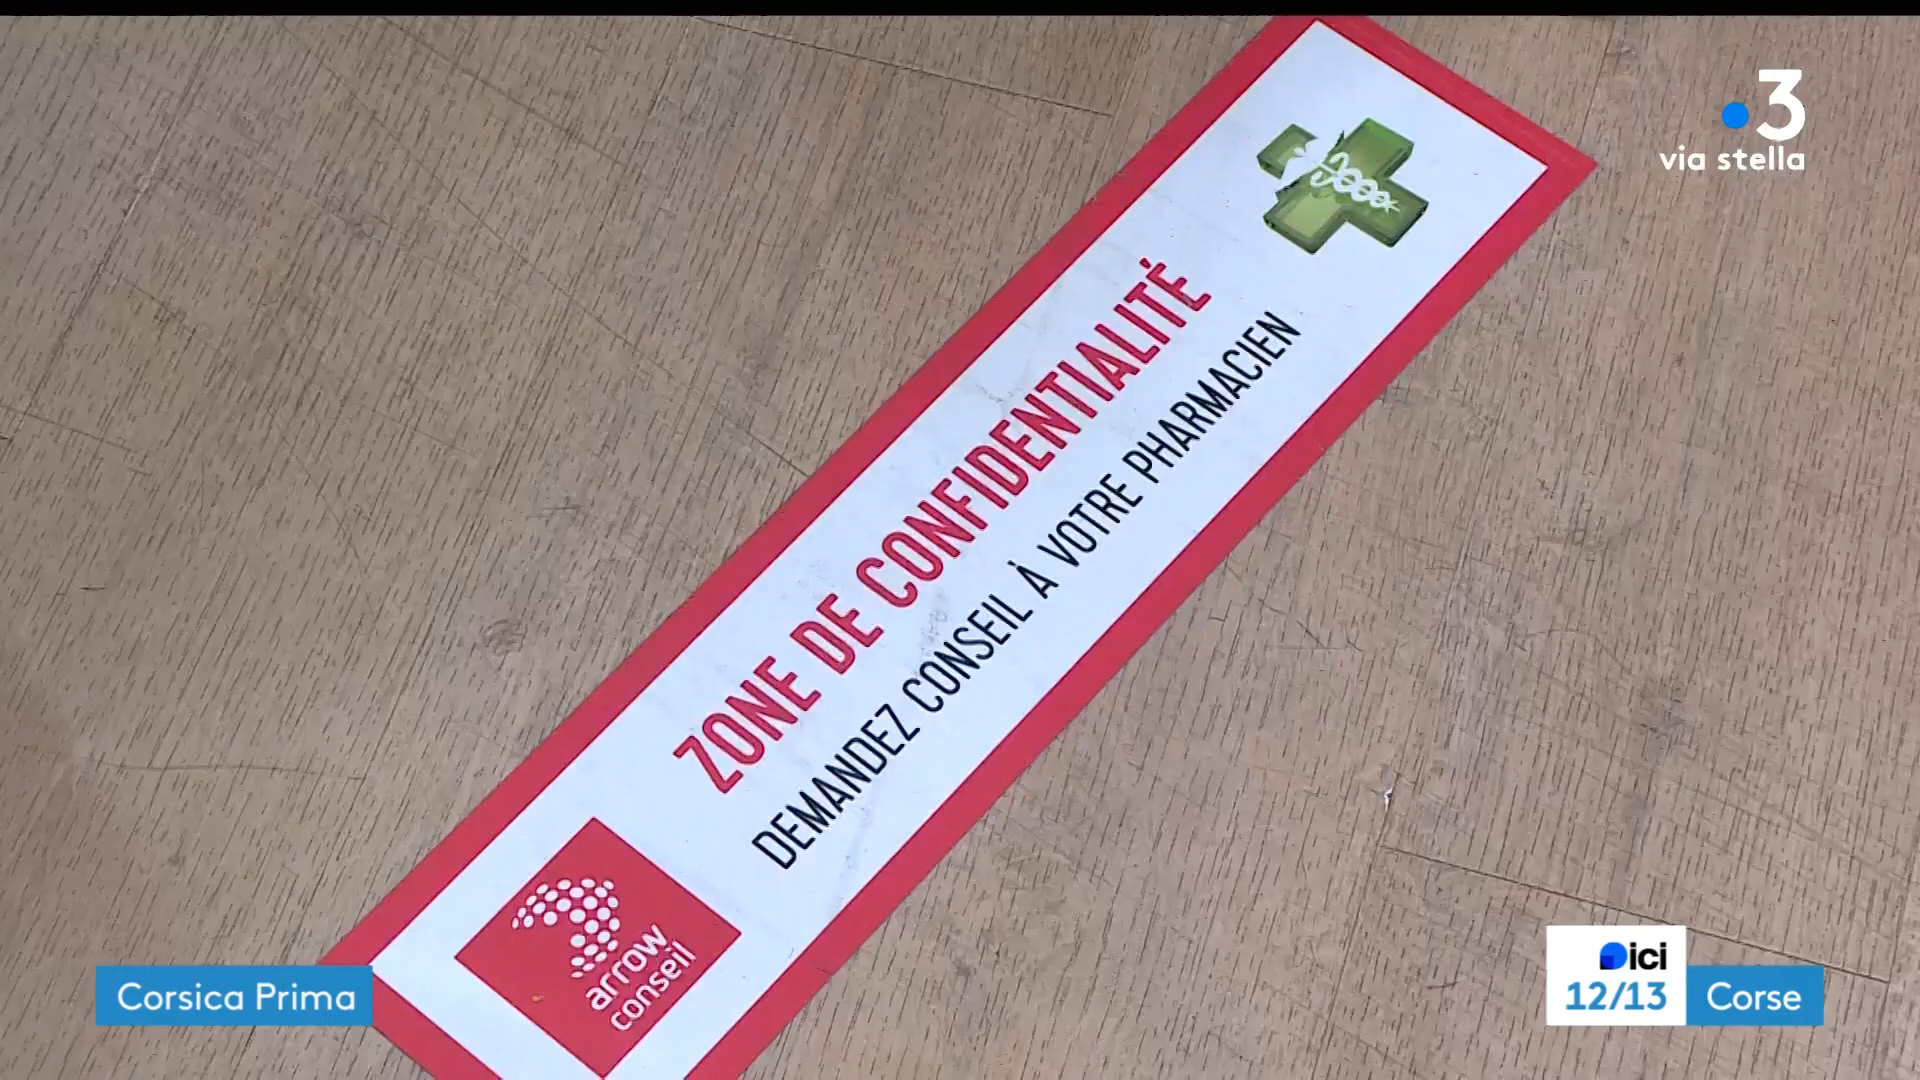 3
via stella
ZONE DE CONFIDENTIALITÉ
DEMANDEZ CONSEIL À VOTRE PHARMACIEN
arrow
conseil
Corsica Prima
ici
12/13
Corse